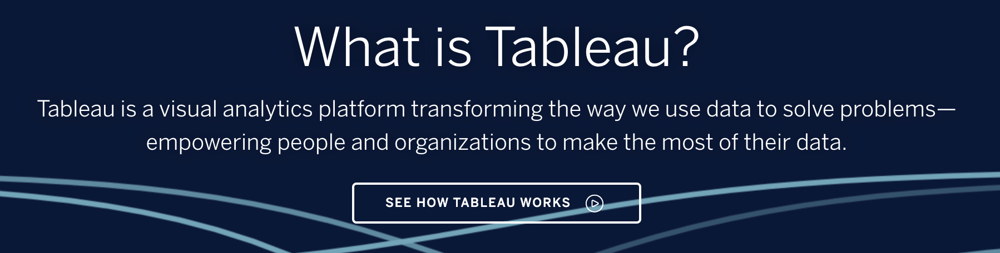 What is Tableau?
Tableau is a visual analytics platform transforming the way we use data to solve problems—
empowering people and organizations to make the most of their data.
SEE HOW TABLEAU WORKS